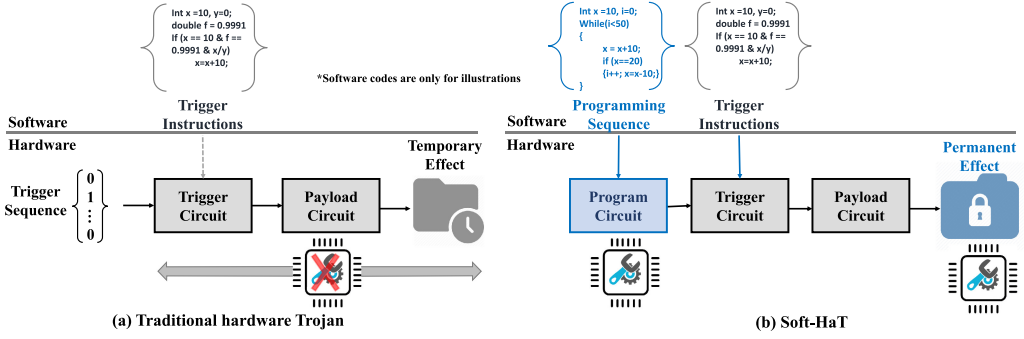 Int x =10, y=0;
double f = 0.9991
If (x == 10 & f ==
0.9991 & x/y)
x=x+10;
*Software codes are only for illustrations
Trigger
Instructions
Software
Hardware
Trigger
Sequence
0
1
⋮
0
Trigger
Circuit
Payload
Circuit
Temporary
Effect
(a) Traditional hardware Trojan
Int x =10, i=0;
While(i<50)
{
x = x+10;
if (x==20)
{i++; x=x-10;}
}
Programming
Sequence
Int x =10, y=0;
double f = 0.9991
If (x == 10 & f ==
0.9991 & x/y)
x=x+10;
Trigger
Instructions
Software
Hardware
Program
Circuit
Trigger
Circuit
Payload
Circuit
Permanent
Effect
(b) Soft-HaT